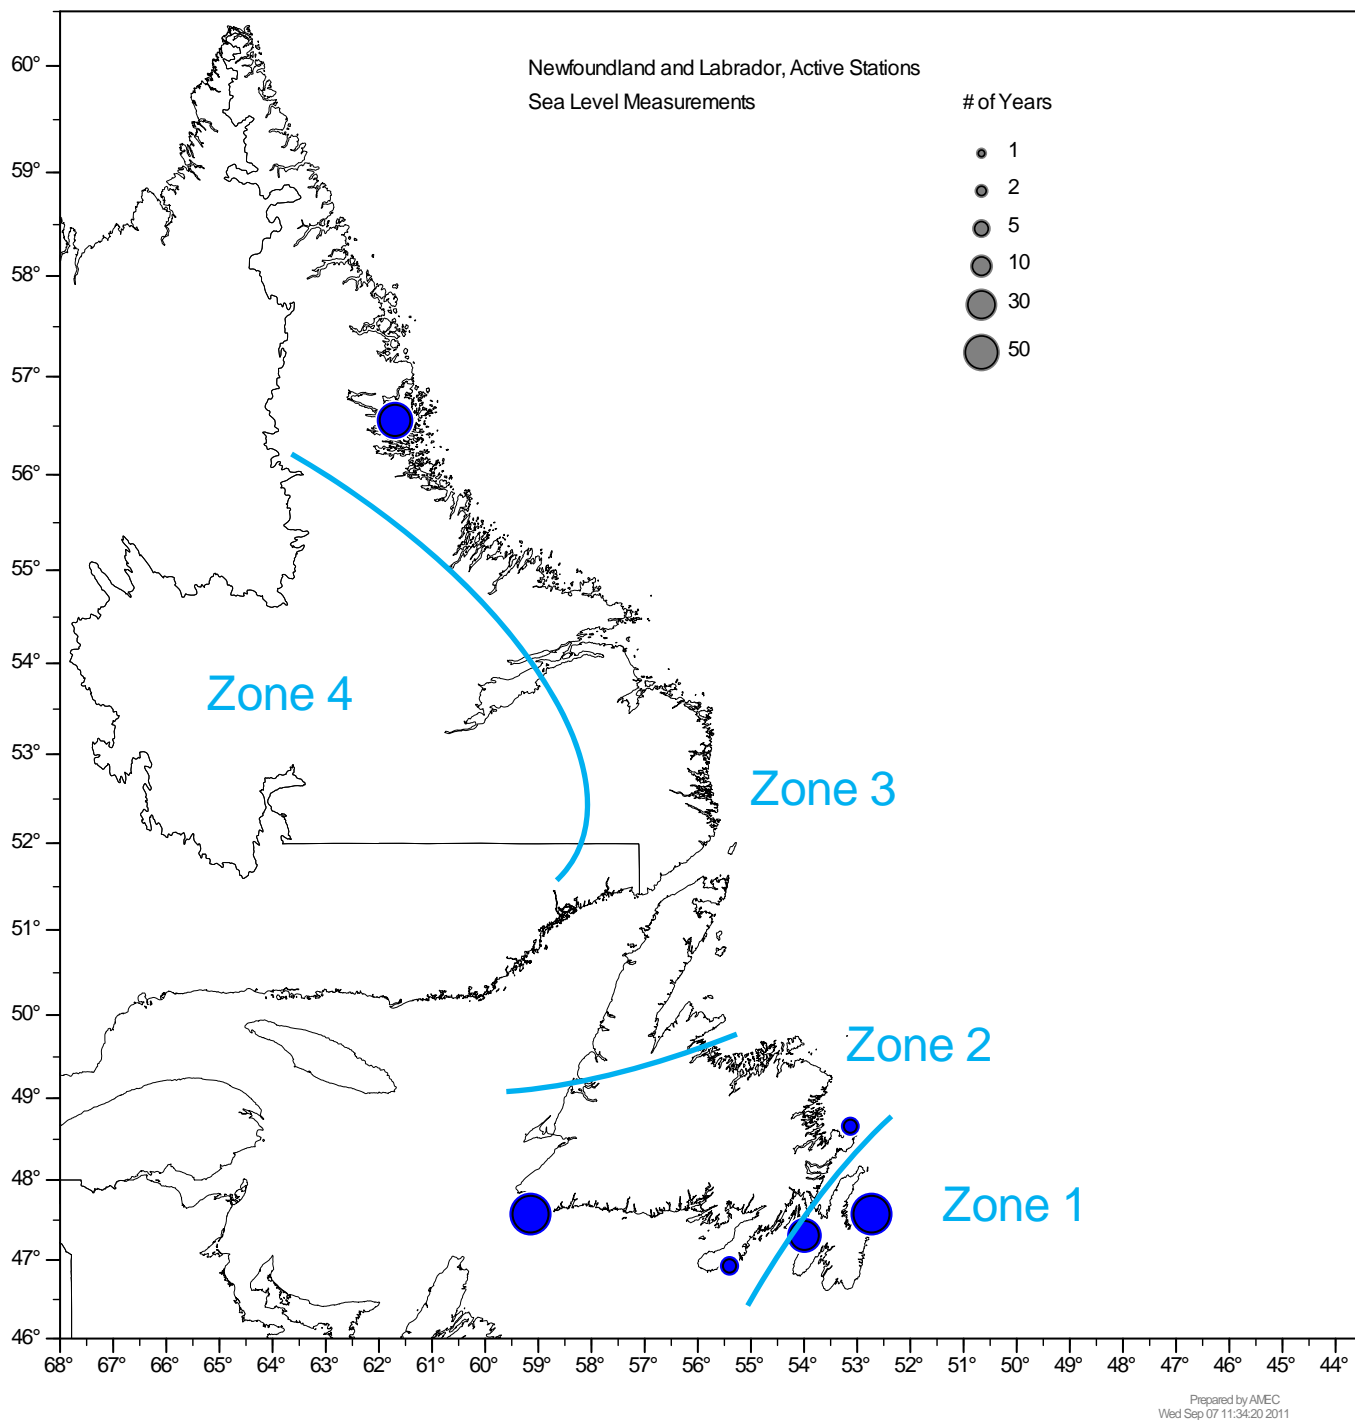 Newfoundland and Labrador, Active Stations
Sea Level Measurements
# of Years
1
2
5
10
30
50
60°
59°
58°
57°
56°
55°
54°
53°
52°
51°
50°
49°
48°
47°
46°
Zone 4
Zone 3
Zone 2
Zone 1
68° 67° 66° 65° 64° 63° 62° 61° 60° 59° 58° 57° 56° 55° 54° 53° 52° 51° 50° 49° 48° 47° 46° 45° 44°
Prepared by AMEC
Wed Sep 07 11:34:20 2011